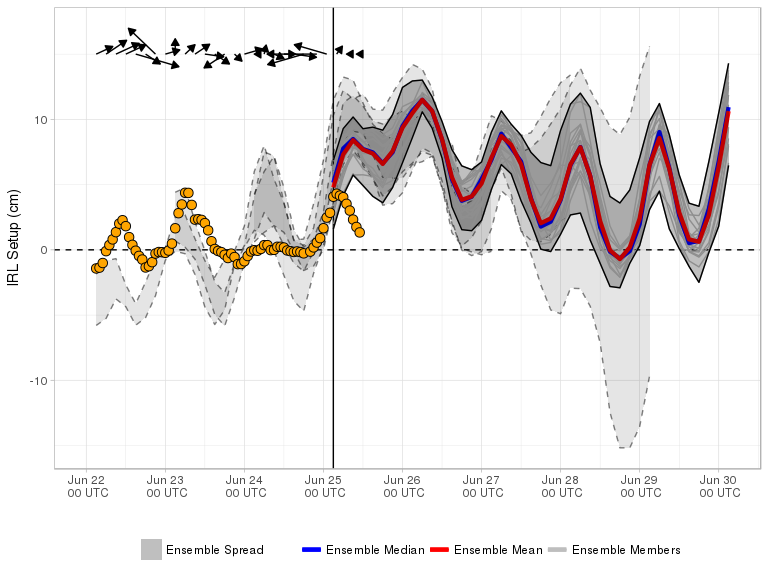 IRL Setup (cm)
10
0
-10
Jun 22 Jun 23 Jun 24 Jun 25 Jun 26 Jun 27 Jun 28 Jun 29 Jun 30
00 UTC 00 UTC 00 UTC 00 UTC 00 UTC 00 UTC 00 UTC 00 UTC 00 UTC
Ensemble Spread Ensemble Median Ensemble Mean Ensemble Members